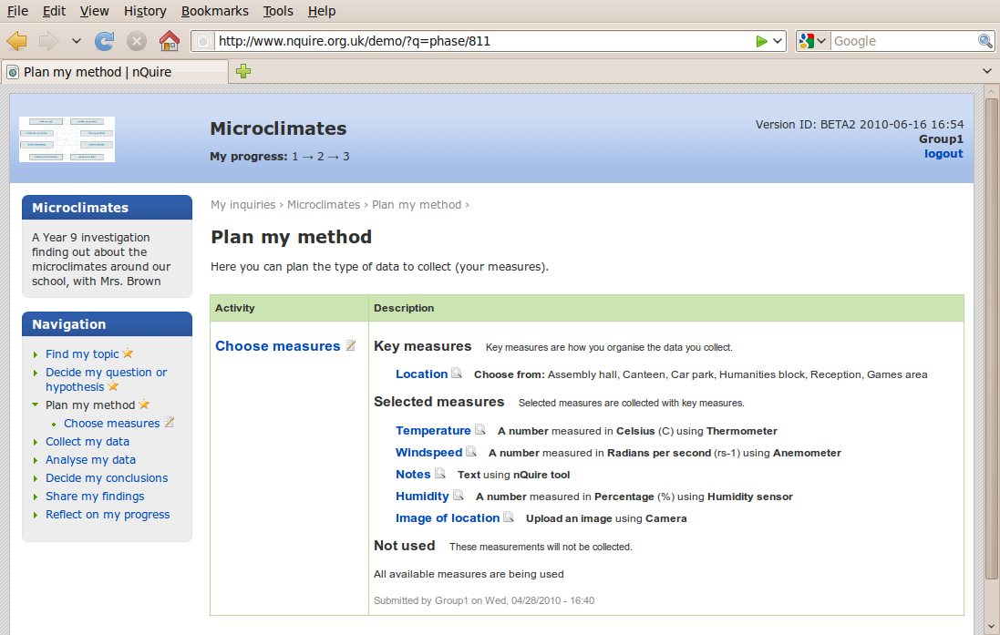 File Edit View History Bookmarks Tools Help
http://www.nquire.org.uk/demo/?q=phase/811
Google
Plan my method | nQuire
Microclimates
My progress: 1 → 2 → 3
Version ID: BETA2 2010-06-16 16:54
Group1
logout
Microclimates
A Year 9 investigation
finding out about the
microclimates around our
school, with Mrs. Brown
Navigation
Find my topic
Decide my question or
hypothesis
Plan my method
Choose measures
Collect my data
Analyse my data
Decide my conclusions
Share my findings
Reflect on my progress
My inquiries › Microclimates › Plan my method ›
Plan my method
Here you can plan the type of data to collect (your measures).
Activity Description
Choose measures
Key measures Key measures are how you organise the data you collect.
Location Choose from: Assembly hall, Canteen, Car park, Humanities block, Reception, Games area
Selected measures Selected measures are collected with key measures.
Temperature A number measured in Celsius (C) using Thermometer
Windspeed A number measured in Radians per second (rs-1) using Anemometer
Notes Text using nQuire tool
Humidity A number measured in Percentage (%) using Humidity sensor
Image of location Upload an image using Camera
Not used These measurements will not be collected.
All available measures are being used
Submitted by Group1 on Wed, 04/28/2010 - 16:40